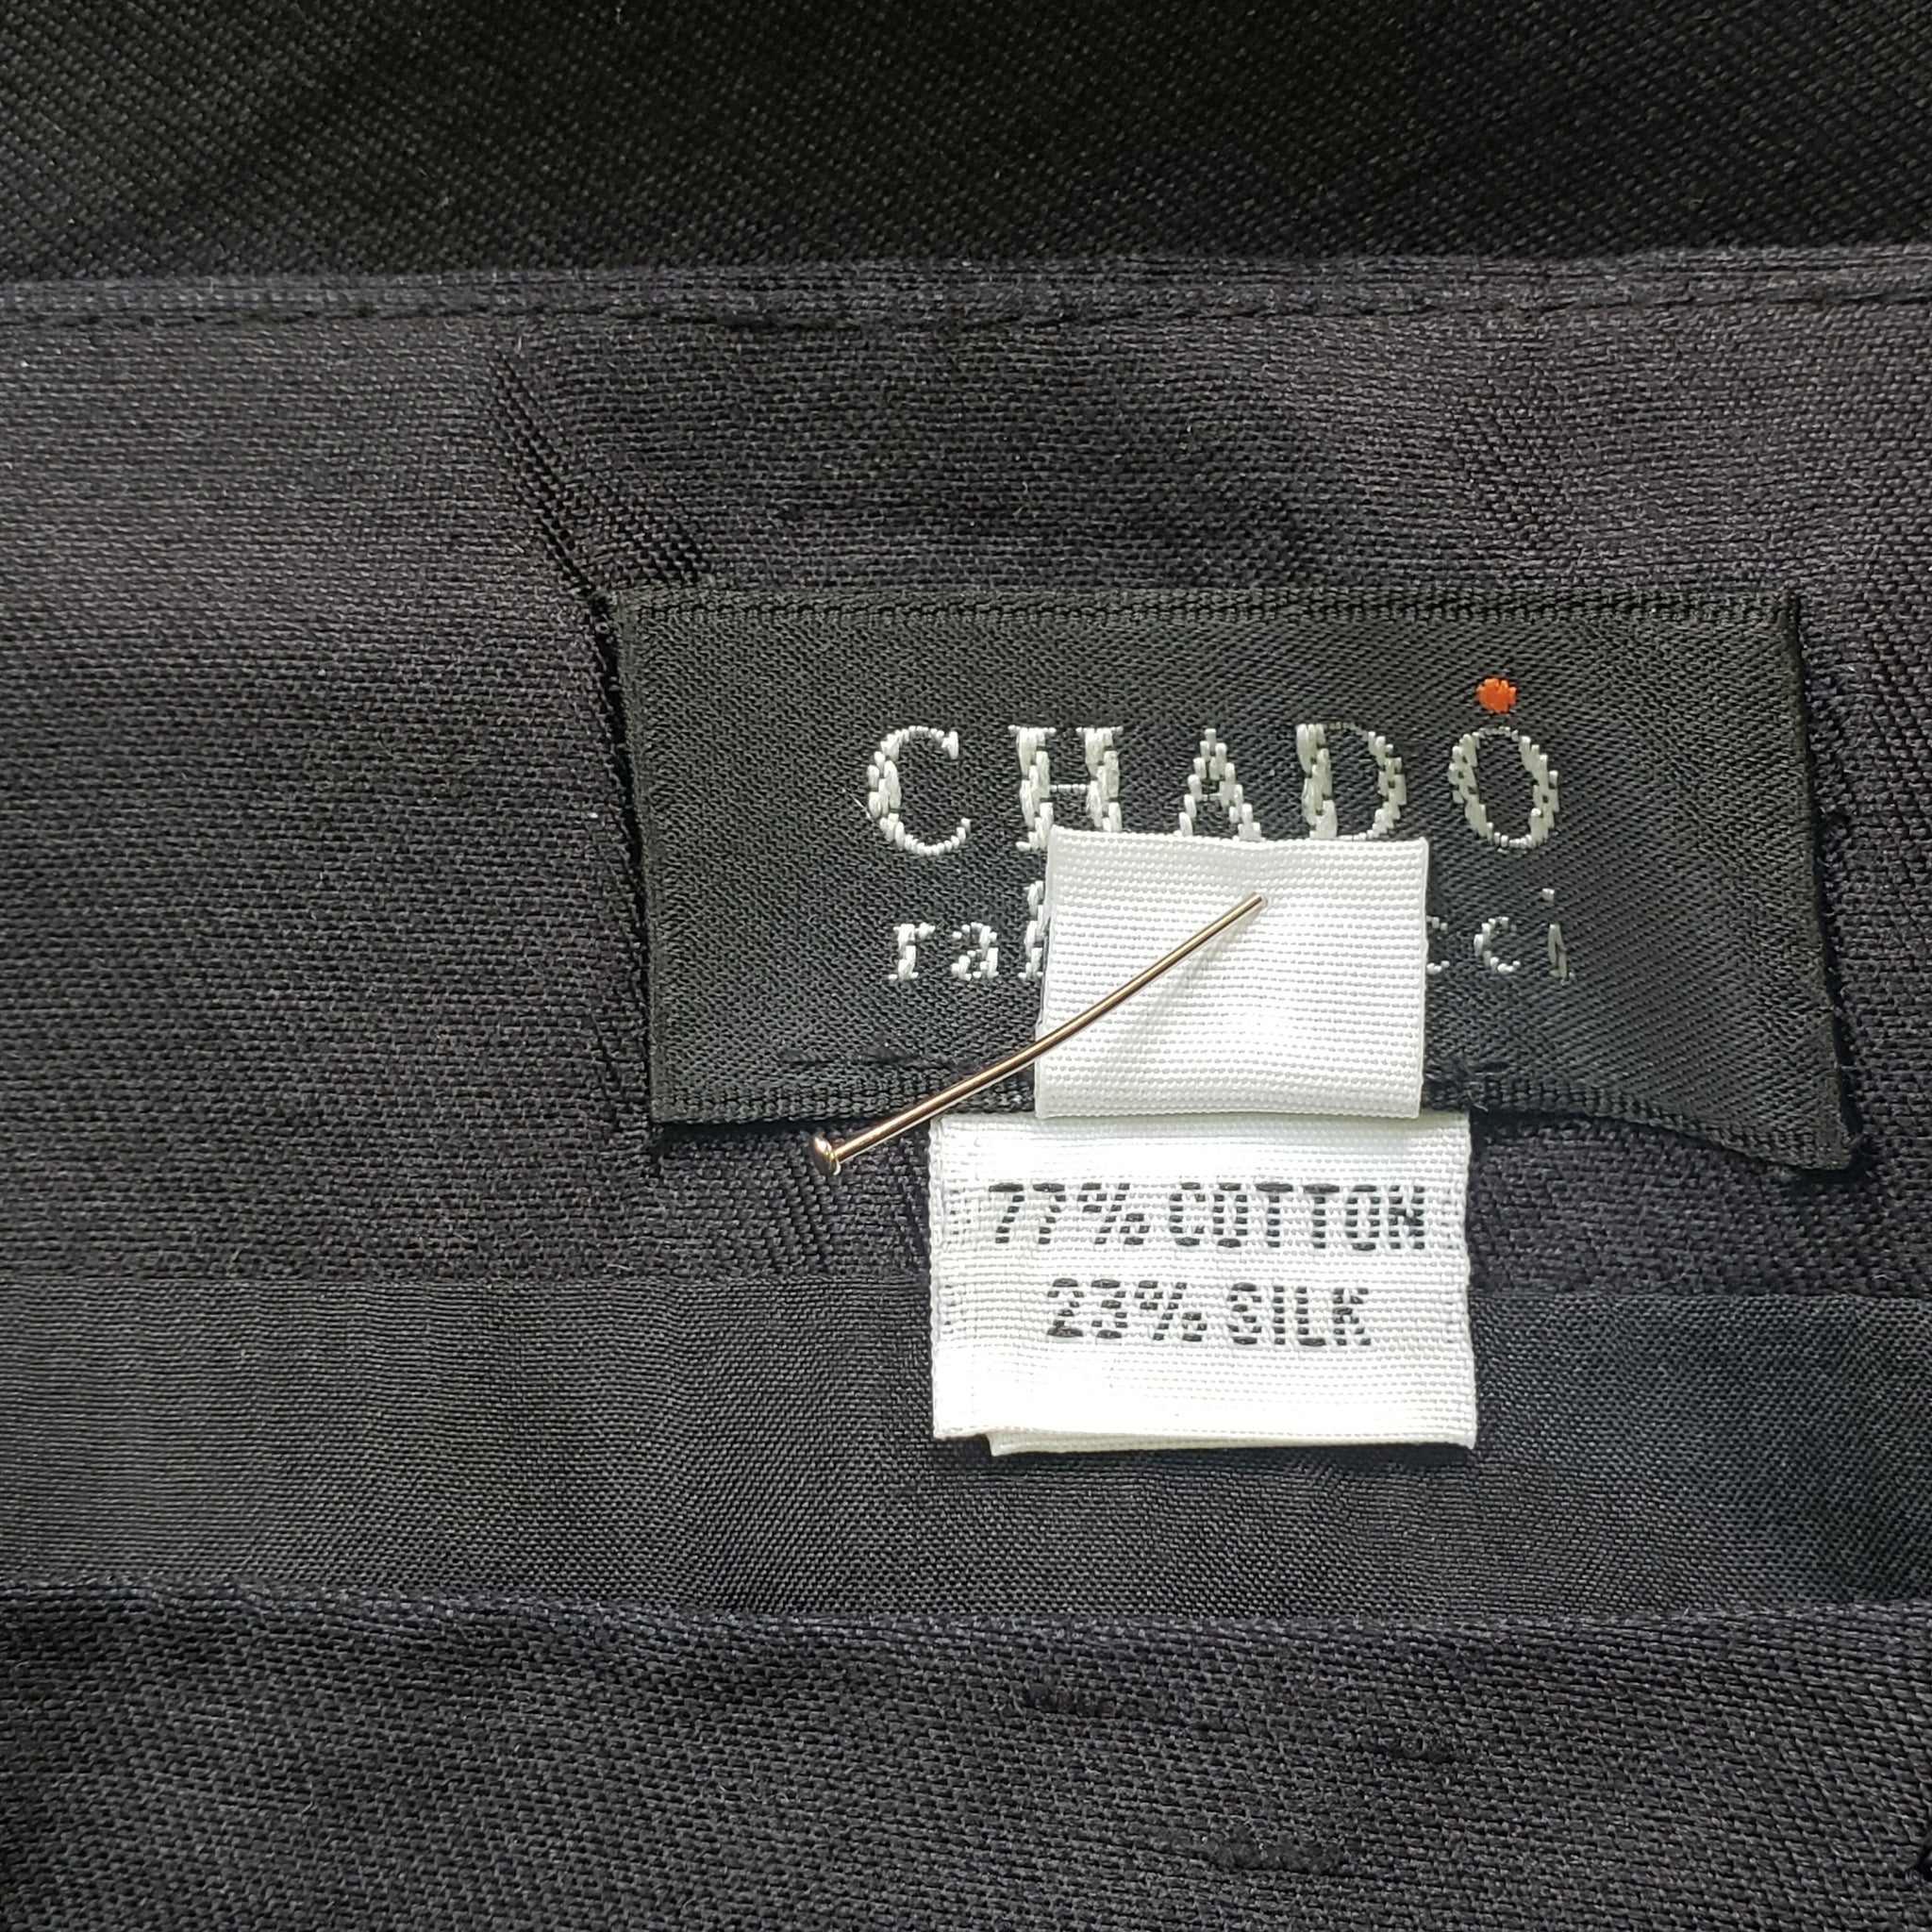 CHADO
77% COTTON
23% SILK